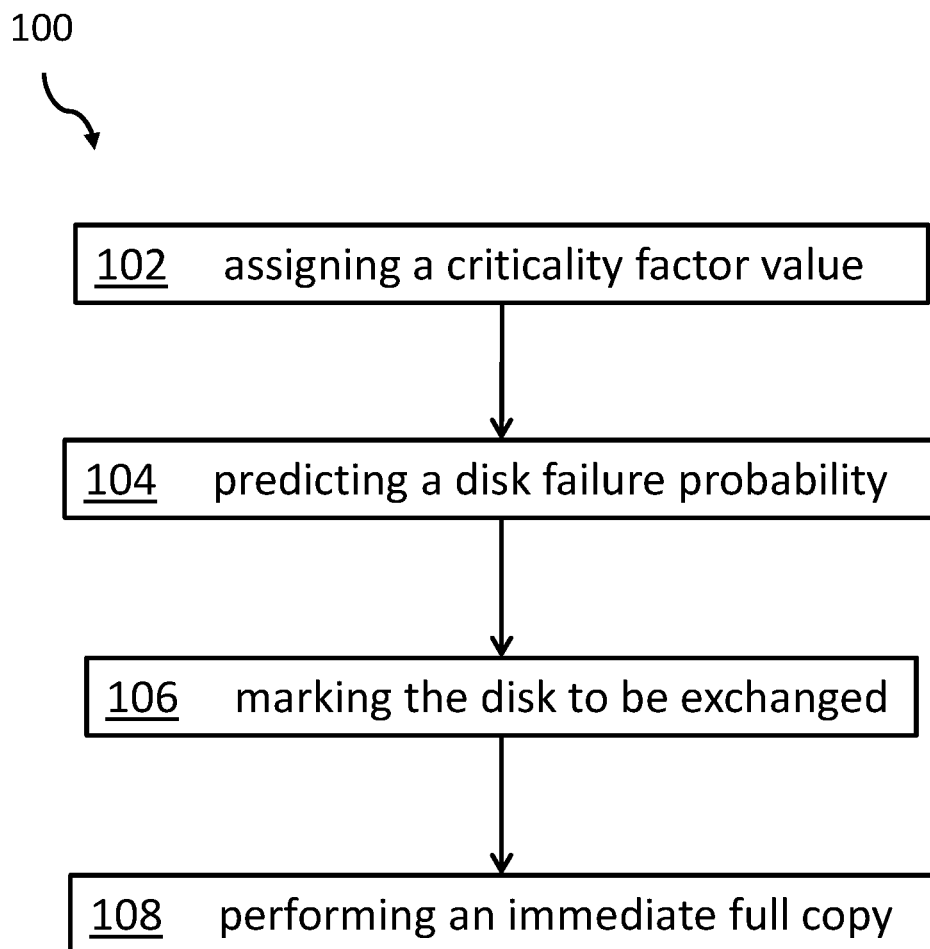 100
102 assigning a criticality factor value
104 predicting a disk failure probability
106 marking the disk to be exchanged
108 performing an immediate full copy